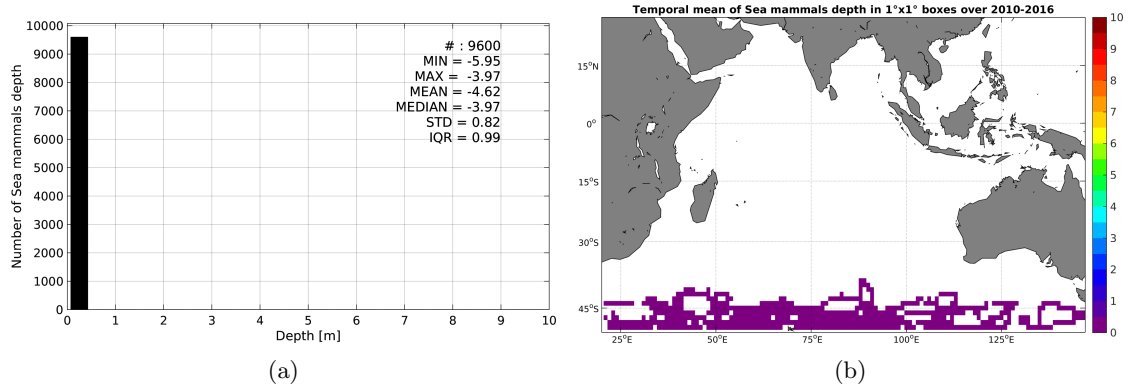 10000
9000
8000
7000
6000
5000
4000
3000
2000
1000
0
Number of Sea mammals depth
# : 9600
MIN = -5.95
MAX = -3.97
MEAN = -4.62
MEDIAN = -3.97
STD = 0.82
IQR = 0.99
0 1 2 3 4 5 6 7 8 9 10
Depth [m]
(a)
Temporal mean of Sea mammals depth in 1°x1° boxes over 2010-2016
15°N
0°
15°S
30°S
45°S
25°E 50°E 75°E 100°E 125°E
10
9
8
7
6
5
4
3
2
1
0
(b)